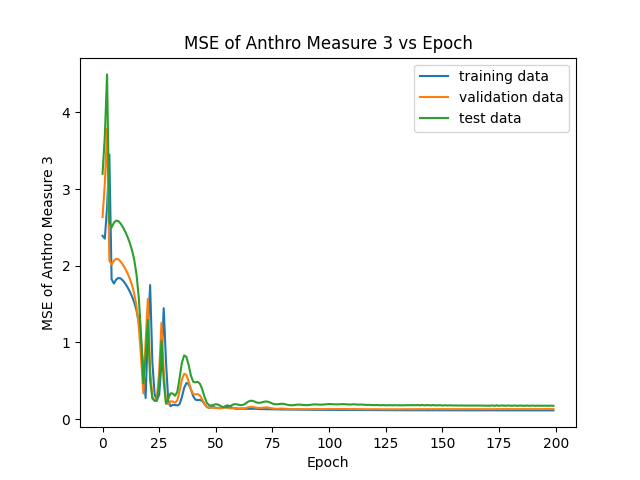 MSE of Anthro Measure 3 vs Epoch
training data
validation data
test data
MSE of Anthro Measure 3
4
3
2
1
0
0 25 50 75 100 125 150 175 200
Epoch